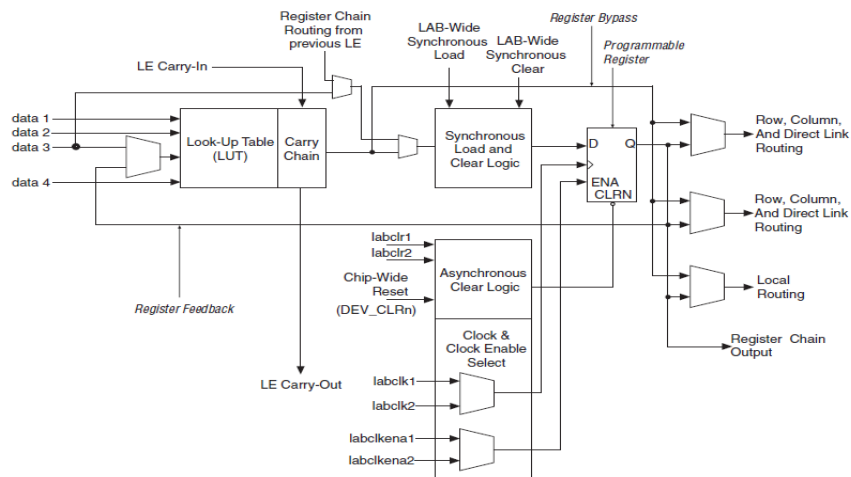 Register Chain
Routing from
previous LE
LAB-Wide
Synchronous
Load
LAB-Wide
Synchronous
Clear
Register Bypass
Programmable
Register
LE Carry-In
data 1
data 2
data 3
data 4
Look-Up Table
(LUT)
Carry
Chain
Synchronous
Load and
Clear Logic
D
Q
ENA
CLRN
Row, Column,
And Direct Link
Routing
Row, Column,
And Direct Link
Routing
Local
Routing
Register Chain
Output
labclr1
labclr2
Chip-Wide
Reset
(DEV_CLRn)
Asynchronous
Clear Logic
Register Feedback
Clock &
Clock Enable
Select
LE Carry-Out
labclk1
labclk2
labclkena1
labclkena2